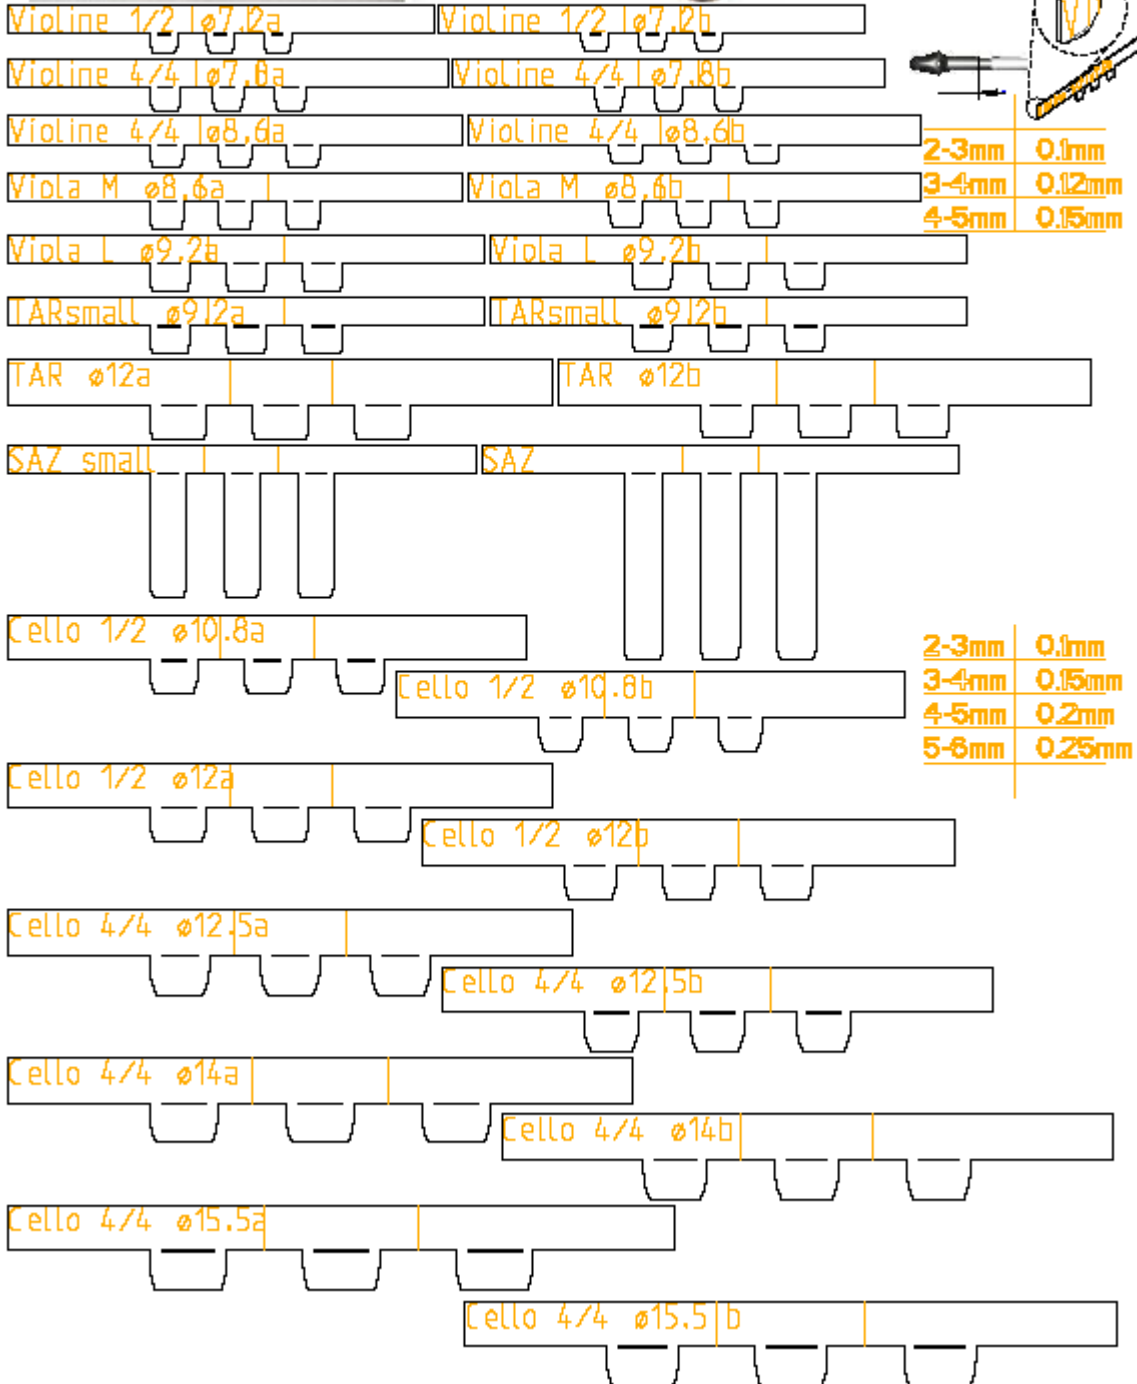 Violine 1/2 ø7.2a
Violine 1/2 ø7.2b
Violine 4/4 ø7.8a
Violine 4/4 ø7.8b
Violine 4/4 ø8.6a
Violine 4/4 ø8.6b
2-3mm 0.1mm
3-4mm 0.12mm
4-5mm 0.15mm
Viola M ø8.6a
Viola M ø8.6b
Viola L ø9.2a
Viola L ø9.2b
TARsmall ø9.2a
TARsmall ø9.2b
TAR ø12a
TAR ø12b
SAZ small
SAZ
Cello 1/2 ø10.8a
2-3mm 0.1mm
3-4mm 0.15mm
4-5mm 0.2mm
5-6mm 0.25mm
Cello 1/2 ø10.8b
Cello 1/2 ø12a
Cello 1/2 ø12b
Cello 4/4 ø12.5a
Cello 4/4 ø12.5b
Cello 4/4 ø14a
Cello 4/4 ø14b
Cello 4/4 ø15.5a
Cello 4/4 ø15.5 b